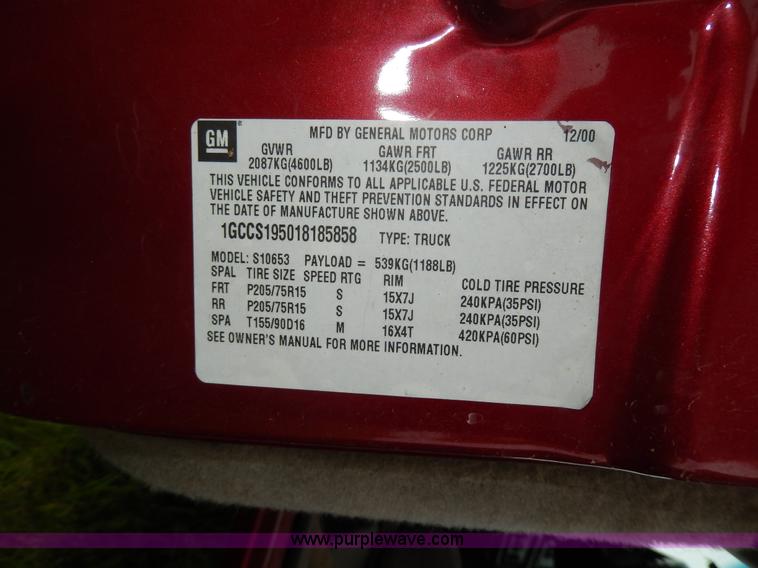 GM ® MFD BY GENERAL MOTORS CORP 12/00
GVWR GAWR FRT GAWR RR
2087KG(4600LB) 1134KG(2500LB) 1225KG(2700LB)
THIS VEHICLE CONFORMS TO ALL APPLICABLE U.S. FEDERAL MOTOR
VEHICLE SAFETY AND THEFT PREVENTION STANDARDS IN EFFECT ON
THE DATE OF MANUFACTURE SHOWN ABOVE.
1GCCS195018185858 TYPE: TRUCK
MODEL: S10653 PAYLOAD = 539KG(1188LB)
SPAL TIRE SIZE SPEED RTG RIM COLD TIRE PRESSURE
FRT P205/75R15 S 15X7J 240KPA(35PSI)
RR P205/75R15 S 15X7J 240KPA(35PSI)
SPA T155/90D16 M 16X4T 420KPA(60PSI)
SEE OWNER'S MANUAL FOR MORE INFORMATION.
www.purplewave.com